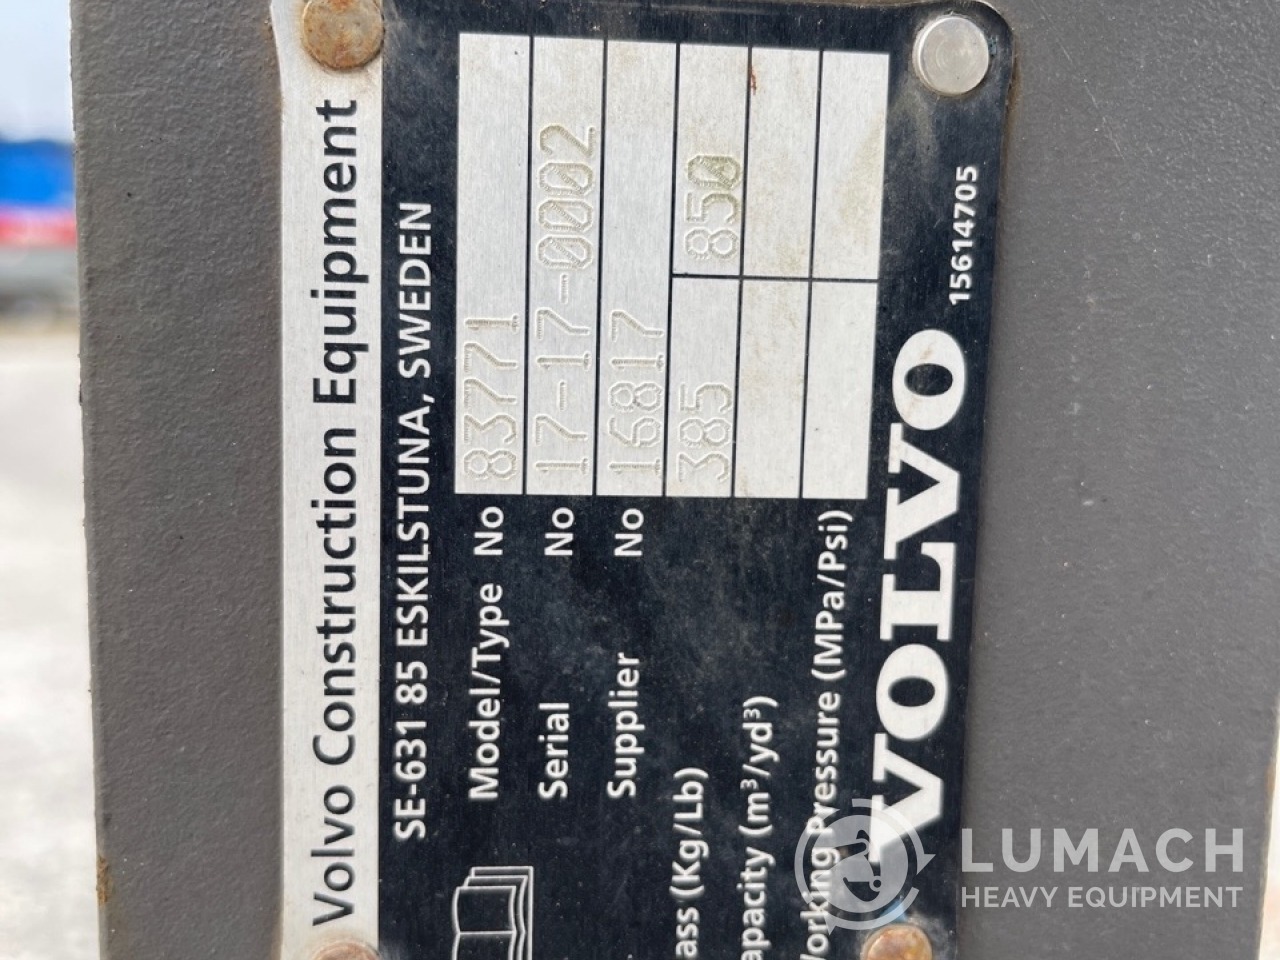 Volvo Construction Equipment
SE-631 85 ESKILSTUNA, SWEDEN
Model/Type No 83771
Serial No 17-17-0002
Supplier No 16817
ass (Kg/Lb) 385 850
apacity (m³/yd³)
orking Pressure (MPa/Psi)
VOLVO 15614705
LUMACH
HEAVY EQUIPMENT